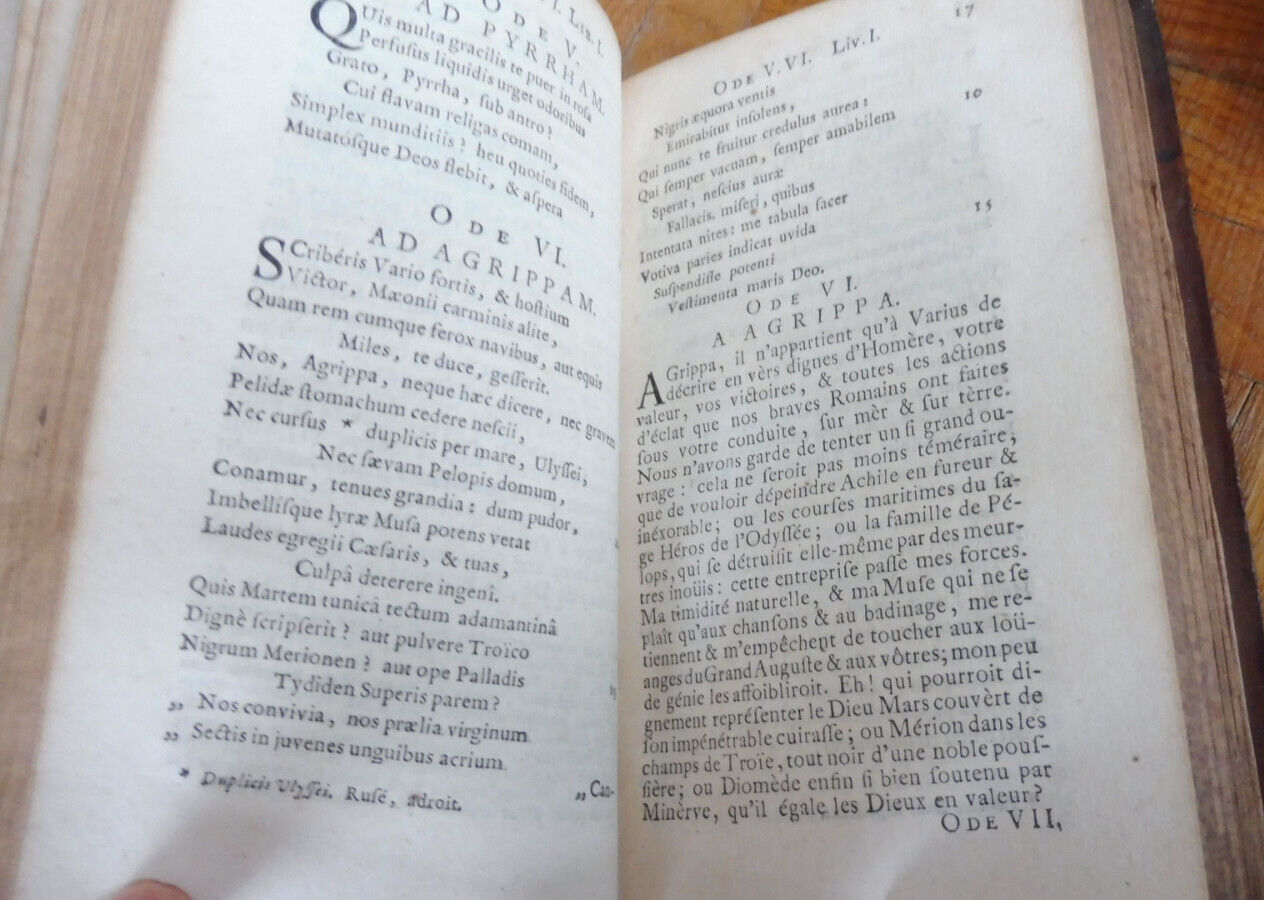 I. Lib. I.
Ode V.
AD PYRRHAM.
QUis multa gracilis te puer in roſa
Perfuſus liquidis urget odoribus
Grato, Pyrrha, ſub antro?
Cui flavam religas comam,
Simplex munditiis? heu quoties fidem,
Mutatóſque Deos flebit, & aſpera
Ode VI.
AD AGRIPPAM.
SCribéris Vario fortis, & hoſtium
Victor, Mæonii carminis alite,
Quam rem cumque ferox navibus, aut equis
Miles, te duce, geſſerit.
Nos, Agrippa, neque hæc dicere, nec gravem
Pelidæ ſtomachum cedere neſcii,
Nec curſus * duplicis per mare, Ulyſſei,
Nec ſævam Pelopis domum,
Conamur, tenues grandia: dum pudor,
Imbelliſque lyræ Muſa potens vetat
Laudes egregii Cæſaris, & tuas,
Culpâ deterere ingenî.
Quis Martem tunicâ tectum adamantinâ
Dignè ſcripſerit? aut pulvere Troïco
Nigrum Merionen? aut ope Palladis
Tydiden Superis parem?
15
„ Nos convivia, nos prælia virginum
„ Sectis in juvenes unguibus acrium
„ Can-
* Duplicis Ulyſſei. Ruſé, adroit.
Ode V. VI. Liv. I. 17
Nigris æquora ventis
Emirabitur inſolens,
10
Qui nunc te fruitur credulus aurea:
Qui ſemper vacuam, ſemper amabilem
Sperat, neſcius auræ
Fallacis. miſeri, quibus
Intentata nites: me tabula ſacer
15
Votiva paries indicat uvida
Suſpendiſſe potenti
Veſtimenta maris Deo.
Ode VI.
A AGRIPPA.
AGrippa, il n'appartient qu'à Varius de
décrire en vèrs dignes d'Homère, votre
valeur, vos victoires, & toutes les actions
d'éclat que nos braves Romains ont faites
ſous votre conduite, ſur mèr & ſur tèrre.
Nous n'avons garde de tenter un ſi grand ou-
vrage: cela ne ſeroit pas moins téméraire,
que de vouloir dépeindre Achile en fureur &
inéxorable; ou les courſes maritimes du ſa-
ge Héros de l'Odyſſée; ou la famille de Pé-
lops, qui ſe détruiſit elle-même par des meur-
tres inoüis: cette entrepriſe paſſe mes forces.
Ma timidité naturelle, & ma Muſe qui ne ſe
plaît qu'aux chanſons & au badinage, me re-
tiennent & m'empêchent de toucher aux loü-
anges du Grand Auguſte & aux vôtres; mon peu
de génie les affoibliroit. Eh! qui pourroit di-
gnement repréſenter le Dieu Mars couvèrt de
ſon impénétrable cuiraſſe; ou Mérion dans les
champs de Troïe, tout noir d'une noble pouſ-
ſière; ou Diomède enfin ſi bien ſoutenu par
Minèrve, qu'il égale les Dieux en valeur?
Ode VII,